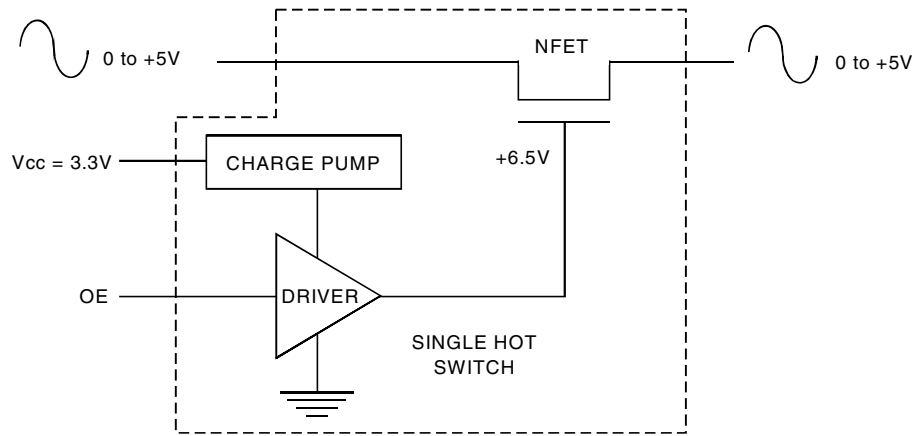 NFET
0 to +5V
0 to +5V
Vcc = 3.3V
CHARGE PUMP
+6.5V
OE
DRIVER
SINGLE HOT
SWITCH